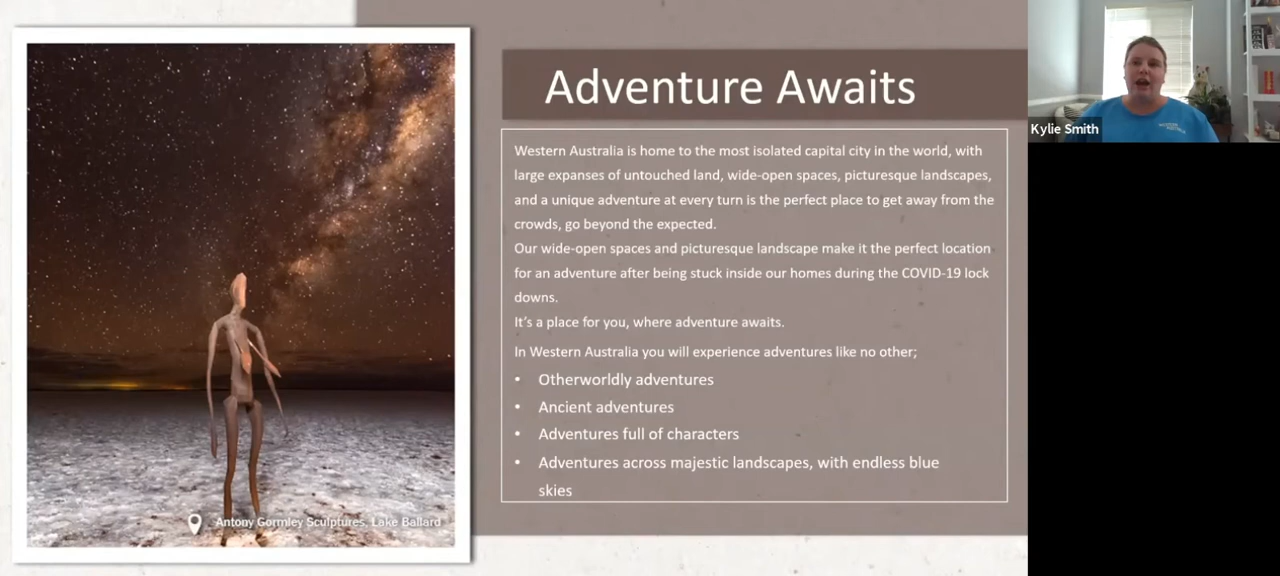 Adventure Awaits
Western Australia is home to the most isolated capital city in the world, with
large expanses of untouched land, wide-open spaces, picturesque landscapes,
and a unique adventure at every turn is the perfect place to get away from the
crowds, go beyond the expected.
Our wide-open spaces and picturesque landscape make it the perfect location
for an adventure after being stuck inside our homes during the COVID-19 lock
downs.
It’s a place for you, where adventure awaits.
In Western Australia you will experience adventures like no other;
• Otherworldly adventures
• Ancient adventures
• Adventures full of characters
• Adventures across majestic landscapes, with endless blue
skies
Antony Gormley Sculptures, Lake Ballard
Kylie Smith